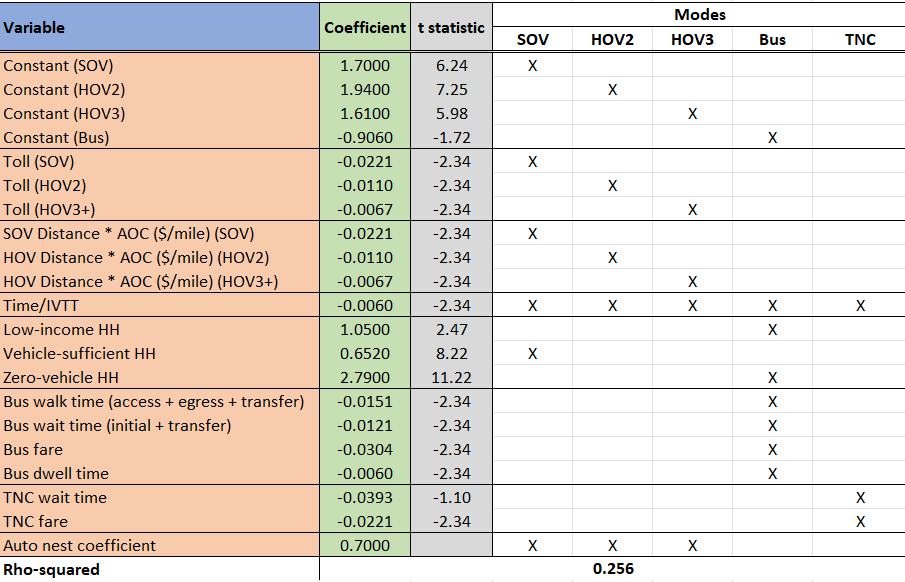 Modes
Variable Coefficient t statistic SOV HOV2 HOV3 Bus TNC
Constant (SOV) 1.7000 6.24 X
Constant (HOV2) 1.9400 7.25 X
Constant (HOV3) 1.6100 5.98 X
Constant (Bus) -0.9060 -1.72 X
Toll (SOV) -0.0221 -2.34 X
Toll (HOV2) -0.0110 -2.34 X
Toll (HOV3+) -0.0067 -2.34 X
SOV Distance * AOC ($/mile) (SOV) -0.0221 -2.34 X
HOV Distance * AOC ($/mile) (HOV2) -0.0110 -2.34 X
HOV Distance * AOC ($/mile) (HOV3+) -0.0067 -2.34 X
Time/IVTT -0.0060 -2.34 X X X X X
Low-income HH 1.0500 2.47 X
Vehicle-sufficient HH 0.6520 8.22 X
Zero-vehicle HH 2.7900 11.22 X
Bus walk time (access + egress + transfer) -0.0151 -2.34 X
Bus wait time (initial + transfer) -0.0121 -2.34 X
Bus fare -0.0304 -2.34 X
Bus dwell time -0.0060 -2.34 X
TNC wait time -0.0393 -1.10 X
TNC fare -0.0221 -2.34 X
Auto nest coefficient 0.7000 X X X
Rho-squared 0.256